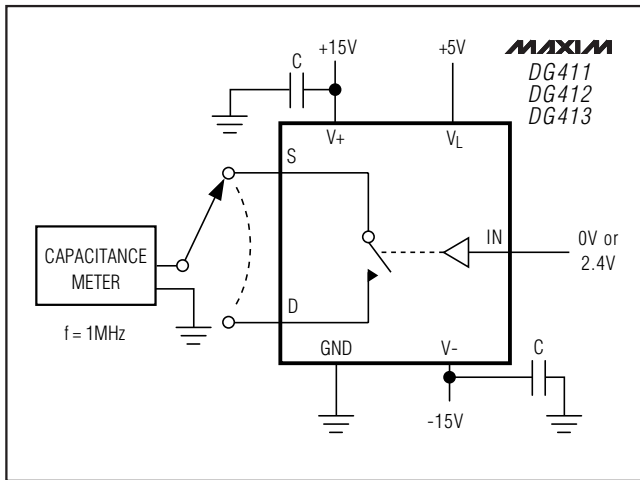 +15V
+5V
MAXIM
DG411
DG412
DG413
C
V+
VL
S
CAPACITANCE
METER
IN
0V or
2.4V
f = 1MHz
D
GND
V-
C
-15V